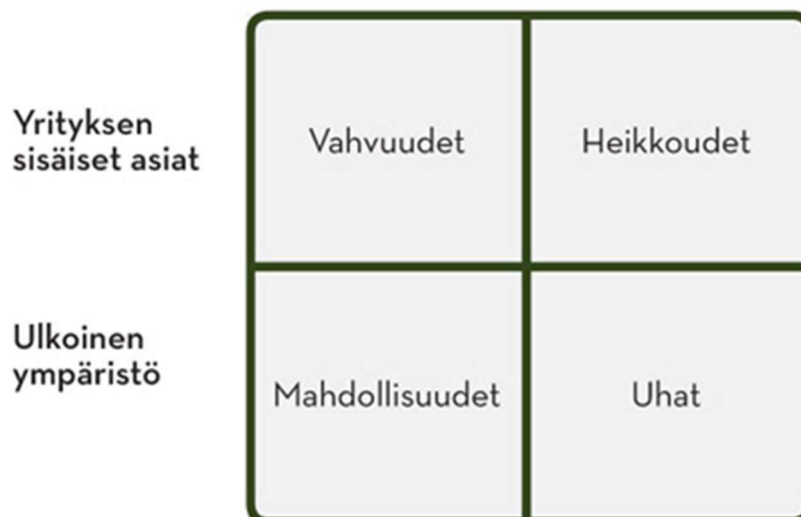 Yrityksen
sisäiset asiat
Vahvuudet
Heikkoudet
Ulkoinen
ympäristö
Mahdollisuudet
Uhat